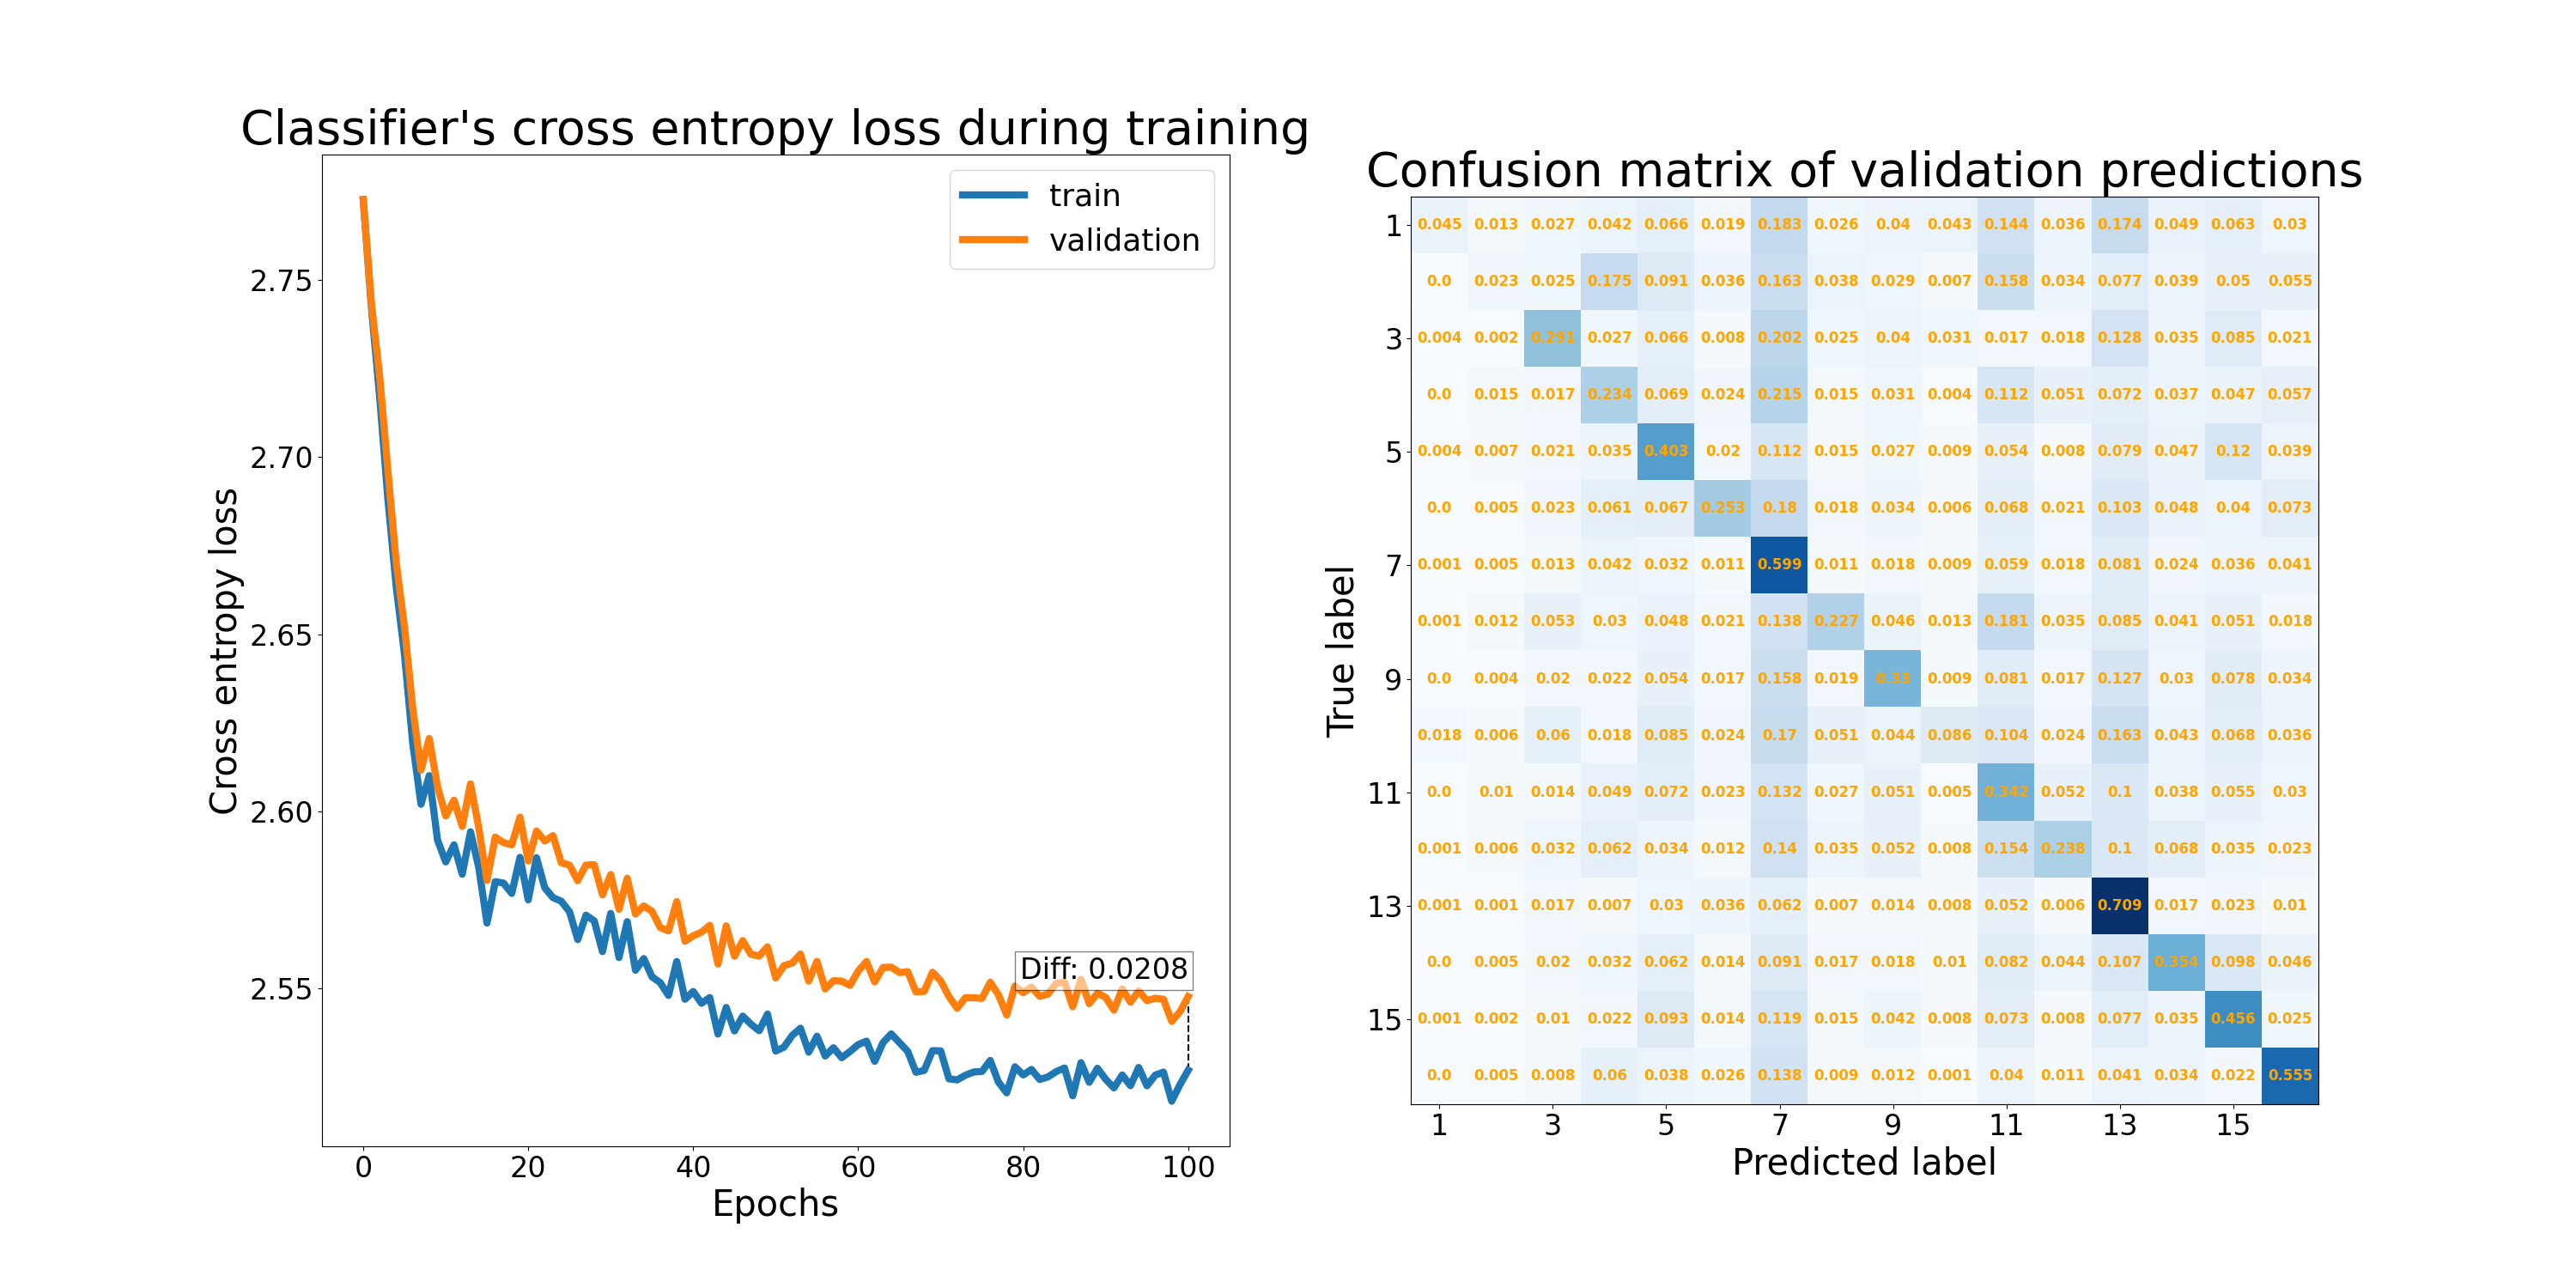 Classifier's cross entropy loss during training
train
validation
2.75
2.70
2.65
2.60
2.55
Cross entropy loss
Diff: 0.0208
0 20 40 60 80 100
Epochs
Confusion matrix of validation predictions
True label
1 0.045 0.013 0.027 0.042 0.066 0.019 0.183 0.026 0.04 0.043 0.144 0.036 0.174 0.049 0.063 0.03
0.0 0.023 0.025 0.175 0.091 0.036 0.163 0.038 0.029 0.007 0.158 0.034 0.077 0.039 0.05 0.055
3 0.004 0.002 0.291 0.027 0.066 0.008 0.202 0.025 0.04 0.031 0.017 0.018 0.128 0.035 0.085 0.021
0.0 0.015 0.017 0.234 0.069 0.024 0.215 0.015 0.031 0.004 0.112 0.051 0.072 0.037 0.047 0.057
5 0.004 0.007 0.021 0.035 0.403 0.02 0.112 0.015 0.027 0.009 0.054 0.008 0.079 0.047 0.12 0.039
0.0 0.005 0.023 0.061 0.067 0.253 0.18 0.018 0.034 0.006 0.068 0.021 0.103 0.048 0.04 0.073
7 0.001 0.005 0.013 0.042 0.032 0.011 0.599 0.011 0.018 0.009 0.059 0.018 0.081 0.024 0.036 0.041
0.001 0.012 0.053 0.03 0.048 0.021 0.138 0.227 0.046 0.013 0.181 0.035 0.085 0.041 0.051 0.018
9 0.0 0.004 0.02 0.022 0.054 0.017 0.158 0.019 0.33 0.009 0.081 0.017 0.127 0.03 0.078 0.034
0.018 0.006 0.06 0.018 0.085 0.024 0.17 0.051 0.044 0.086 0.104 0.024 0.163 0.043 0.068 0.036
11 0.0 0.01 0.014 0.049 0.072 0.023 0.132 0.027 0.051 0.005 0.342 0.052 0.1 0.038 0.055 0.03
0.001 0.006 0.032 0.062 0.034 0.012 0.14 0.035 0.052 0.008 0.154 0.238 0.1 0.068 0.035 0.023
13 0.001 0.001 0.017 0.007 0.03 0.036 0.062 0.007 0.014 0.008 0.052 0.006 0.709 0.017 0.023 0.01
0.0 0.005 0.02 0.032 0.062 0.014 0.091 0.017 0.018 0.01 0.082 0.044 0.107 0.354 0.098 0.046
15 0.001 0.002 0.01 0.022 0.093 0.014 0.119 0.015 0.042 0.008 0.073 0.008 0.077 0.035 0.456 0.025
0.0 0.005 0.008 0.06 0.038 0.026 0.138 0.009 0.012 0.001 0.04 0.011 0.041 0.034 0.022 0.555
1 3 5 7 9 11 13 15
Predicted label